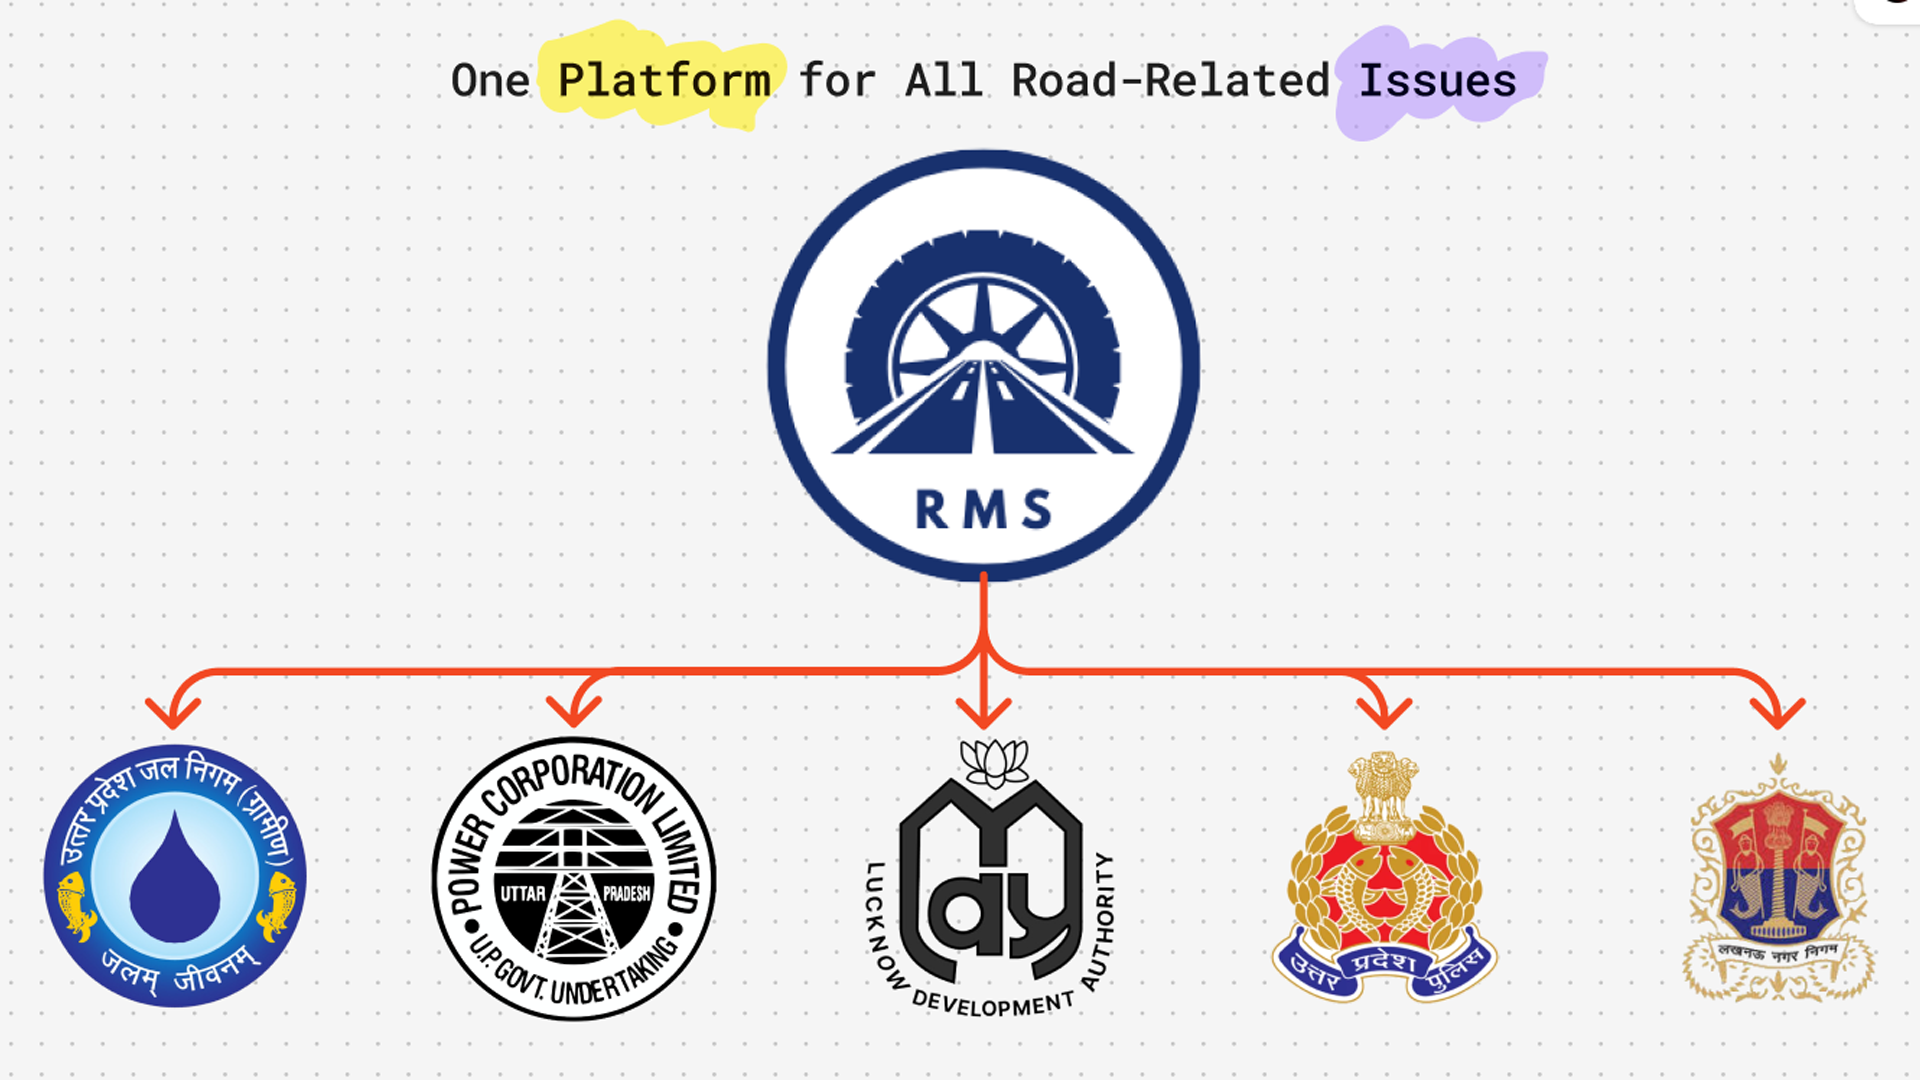 One Platform for All Road-Related Issues
RMS
उत्तर प्रदेश जल निगम (ग्रामीण)
जलम् जीवनम्
POWER CORPORATION LIMITED
UTTAR PRADESH
U.P. GOVT. UNDERTAKING
LUCKNOW DEVELOPMENT AUTHORITY
उत्तर प्रदेश पुलिस
लखनऊ नगर निगम